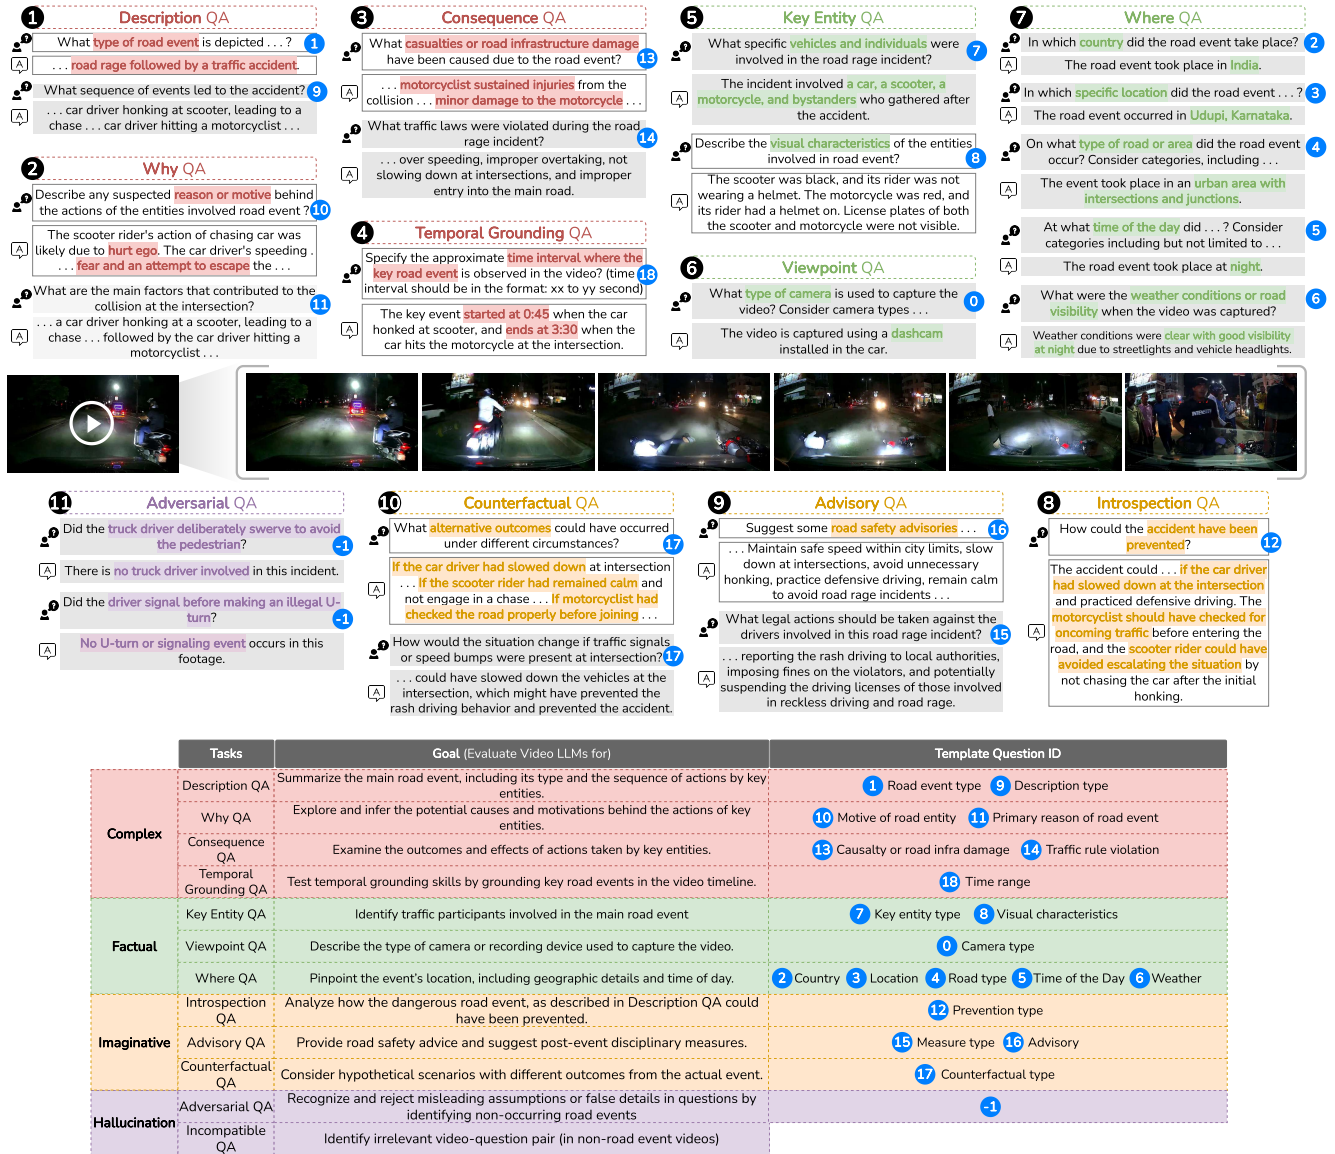 1 Description QA
What type of road event is depicted . . . ? 1
A . . . road rage followed by a traffic accident.
What sequence of events led to the accident? 9
A . . . car driver honking at scooter, leading to a
chase . . . car driver hitting a motorcyclist . . .
2 Why QA
Describe any suspected reason or motive behind
the actions of the entities involved road event ? 10
A The scooter rider's action of chasing car was
likely due to hurt ego. The car driver's speeding .
. . . fear and an attempt to escape the . . .
What are the main factors that contributed to the
collision at the intersection? 11
A . . . a car driver honking at a scooter, leading to a
chase . . . followed by the car driver hitting a
motorcyclist . . .
3 Consequence QA
What casualties or road infrastructure damage
have been caused due to the road event? 13
A . . . motorcyclist sustained injuries from the
collision . . . minor damage to the motorcycle . . .
What traffic laws were violated during the road
rage incident? 14
A . . . over speeding, improper overtaking, not
slowing down at intersections, and improper
entry into the main road.
4 Temporal Grounding QA
Specify the approximate time interval where the
key road event is observed in the video? (time 18
interval should be in the format: xx to yy second)
A The key event started at 0:45 when the car
honked at scooter, and ends at 3:30 when the
car hits the motorcycle at the intersection.
5 Key Entity QA
What specific vehicles and individuals were
involved in the road rage incident? 7
A The incident involved a car, a scooter, a
motorcycle, and bystanders who gathered after
the accident.
Describe the visual characteristics of the entities
involved in road event? 8
A The scooter was black, and its rider was not
wearing a helmet. The motorcycle was red, and
its rider had a helmet on. License plates of both
the scooter and motorcycle were not visible.
6 Viewpoint QA
What type of camera is used to capture the
video? Consider camera types . . . 0
A The video is captured using a dashcam
installed in the car.
7 Where QA
In which country did the road event take place? 2
A The road event took place in India.
In which specific location did the road event . . . ? 3
A The road event occurred in Udupi, Karnataka.
On what type of road or area did the road event
occur? Consider categories, including . . . 4
A The event took place in an urban area with
intersections and junctions.
At what time of the day did . . . ? Consider
categories including but not limited to . . . 5
A The road event took place at night.
What were the weather conditions or road
visibility when the video was captured? 6
A Weather conditions were clear with good visibility
at night due to streetlights and vehicle headlights.
11 Adversarial QA
Did the truck driver deliberately swerve to avoid
the pedestrian? -1
A There is no truck driver involved in this incident.
Did the driver signal before making an illegal U-
turn? -1
A No U-turn or signaling event occurs in this
footage.
10 Counterfactual QA
What alternative outcomes could have occurred
under different circumstances? 17
A If the car driver had slowed down at intersection
. . . If the scooter rider had remained calm and
not engage in a chase . . . If motorcyclist had
checked the road properly before joining . . .
How would the situation change if traffic signals
or speed bumps were present at intersection? 17
A . . . could have slowed down the vehicles at the
intersection, which might have prevented the
rash driving behavior and prevented the accident.
9 Advisory QA
Suggest some road safety advisories . . . 16
A . . . Maintain safe speed within city limits, slow
down at intersections, avoid unnecessary
honking, practice defensive driving, remain calm
to avoid road rage incidents . . .
What legal actions should be taken against the
drivers involved in this road rage incident? 15
A . . . reporting the rash driving to local authorities,
imposing fines on the violators, and potentially
suspending the driving licenses of those involved
in reckless driving and road rage.
8 Introspection QA
How could the accident have been
prevented? 12
A The accident could . . . if the car driver
had slowed down at the intersection
and practiced defensive driving. The
motorcyclist should have checked for
oncoming traffic before entering the
road, and the scooter rider could have
avoided escalating the situation by
not chasing the car after the initial
honking.
Tasks Goal (Evaluate Video LLMs for) Template Question ID
Complex
Description QA
Summarize the main road event, including its type and the sequence of actions by key
entities.
1 Road event type 9 Description type
Why QA
Explore and infer the potential causes and motivations behind the actions of key
entities.
10 Motive of road entity 11 Primary reason of road event
Consequence
QA
Examine the outcomes and effects of actions taken by key entities.
13 Causalty or road infra damage 14 Traffic rule violation
Temporal
Grounding QA
Test temporal grounding skills by grounding key road events in the video timeline.
18 Time range
Factual
Key Entity QA
Identify traffic participants involved in the main road event
7 Key entity type 8 Visual characteristics
Viewpoint QA
Describe the type of camera or recording device used to capture the video.
0 Camera type
Where QA
Pinpoint the event's location, including geographic details and time of day.
2 Country 3 Location 4 Road type 5 Time of the Day 6 Weather
Imaginative
Introspection
QA
Analyze how the dangerous road event, as described in Description QA could
have been prevented.
12 Prevention type
Advisory QA
Provide road safety advice and suggest post-event disciplinary measures.
15 Measure type 16 Advisory
Counterfactual
QA
Consider hypothetical scenarios with different outcomes from the actual event.
17 Counterfactual type
Hallucination
Adversarial QA
Recognize and reject misleading assumptions or false details in questions by
identifying non-occurring road events
-1
Incompatible
QA
Identify irrelevant video-question pair (in non-road event videos)